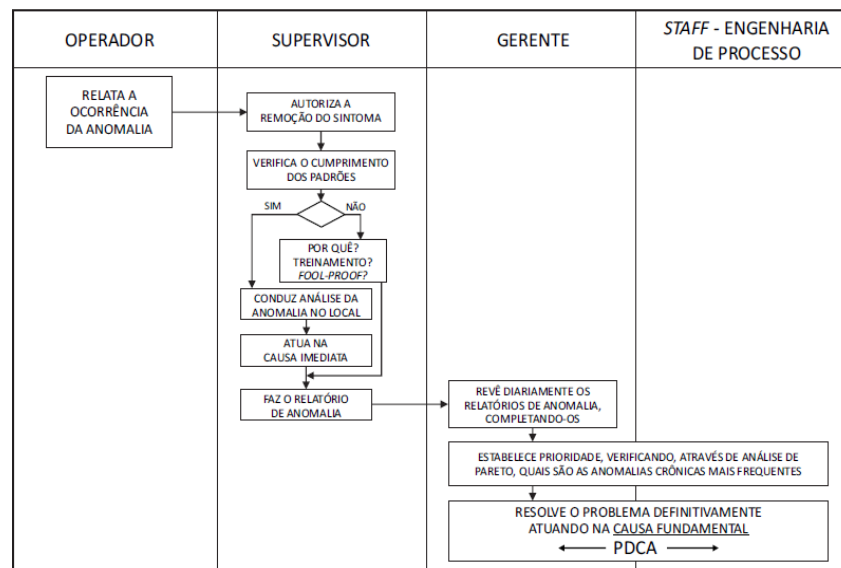 OPERADOR
SUPERVISOR
GERENTE
STAFF - ENGENHARIA
DE PROCESSO
RELATA A
OCORRÊNCIA
DA ANOMALIA
AUTORIZA A
REMOÇÃO DO SINTOMA
VERIFICA O CUMPRIMENTO
DOS PADRÕES
SIM
NÃO
POR QUÊ?
TREINAMENTO?
FOOL-PROOF?
CONDUZ ANÁLISE DA
ANOMALIA NO LOCAL
ATUA NA
CAUSA IMEDIATA
FAZ O RELATÓRIO
DE ANOMALIA
REVÊ DIARIAMENTE OS
RELATÓRIOS DE ANOMALIA,
COMPLETANDO-OS
ESTABELECE PRIORIDADE, VERIFICANDO, ATRAVÉS DE ANÁLISE DE
PARETO, QUAIS SÃO AS ANOMALIAS CRÔNICAS MAIS FREQUENTES
RESOLVE O PROBLEMA DEFINITIVAMENTE
ATUANDO NA CAUSA FUNDAMENTAL
PDCA